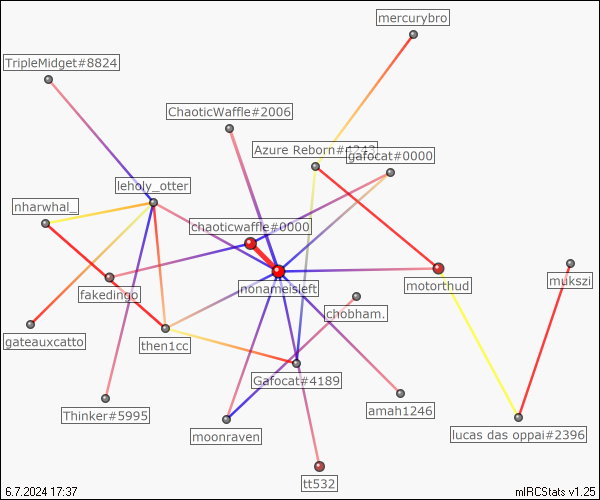 mercurybro
TripleMidget#8824
ChaoticWaffle#2006
Azure Reborn#4243
gafocat#0000
leholy_otter
nharwhal_
chaoticwaffle#0000
nonameisleft
motorthud
mukszi
fakedingo
chobham.
gateauxcatto
then1cc
Gafocat#4189
Thinker#5995
amah1246
moonraven
lucas das oppai#2396
tt532
6.7.2024 17:37
mIRCStats v1.25